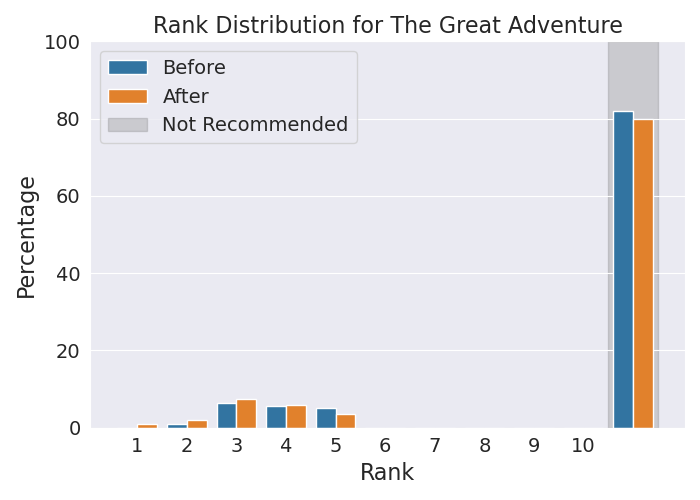 Rank Distribution for The Great Adventure
100
80
60
40
20
0
Percentage
Before
After
Not Recommended
1 2 3 4 5 6 7 8 9 10
Rank